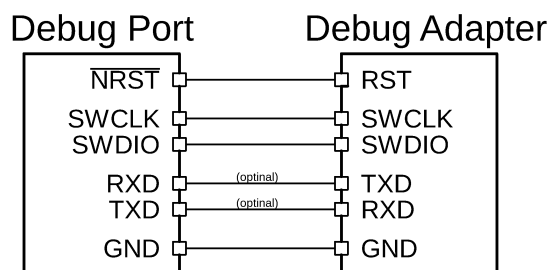 Debug Port Debug Adapter
NRST RST
SWCLK SWCLK
SWDIO SWDIO
RXD (optinal) TXD
TXD (optinal) RXD
GND GND